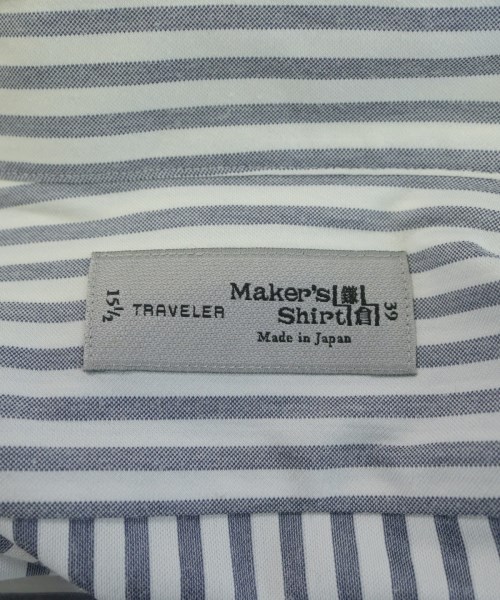 15½
TRAVELER
Maker's 鎌
Shirt 倉
Made in Japan
39